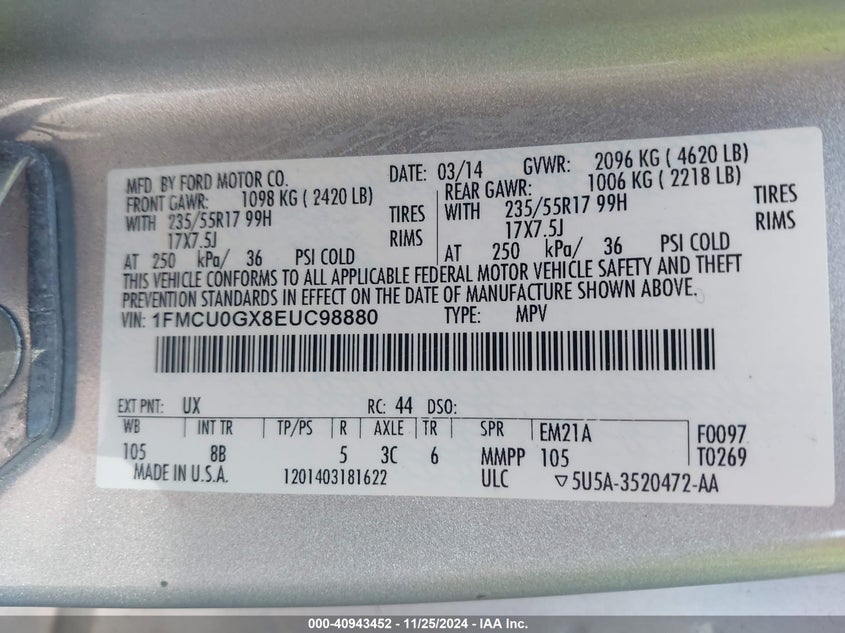 MFD. BY FORD MOTOR CO. DATE: 03/14 GVWR: 2096 KG ( 4620 LB)
FRONT GAWR: 1098 KG ( 2420 LB) REAR GAWR: 1006 KG ( 2218 LB)
WITH 235/55R17 99H TIRES WITH 235/55R17 99H TIRES
17X7.5J RIMS 17X7.5J RIMS
AT 250 kPa/ 36 PSI COLD AT 250 kPa/ 36 PSI COLD
THIS VEHICLE CONFORMS TO ALL APPLICABLE FEDERAL MOTOR VEHICLE SAFETY AND THEFT
PREVENTION STANDARDS IN EFFECT ON THE DATE OF MANUFACTURE SHOWN ABOVE.
VIN: 1FMCU0GX8EUC98880 TYPE: MPV
EXT PNT: UX RC: 44 DSO:
WB INT TR TP/PS R AXLE TR SPR EM21A F0097
105 8B 5 3C 6 MMPP 105 T0269
MADE IN U.S.A. 1201403181622 ULC ▽5U5A-3520472-AA
000-40943452 - 11/25/2024 - IAA Inc.